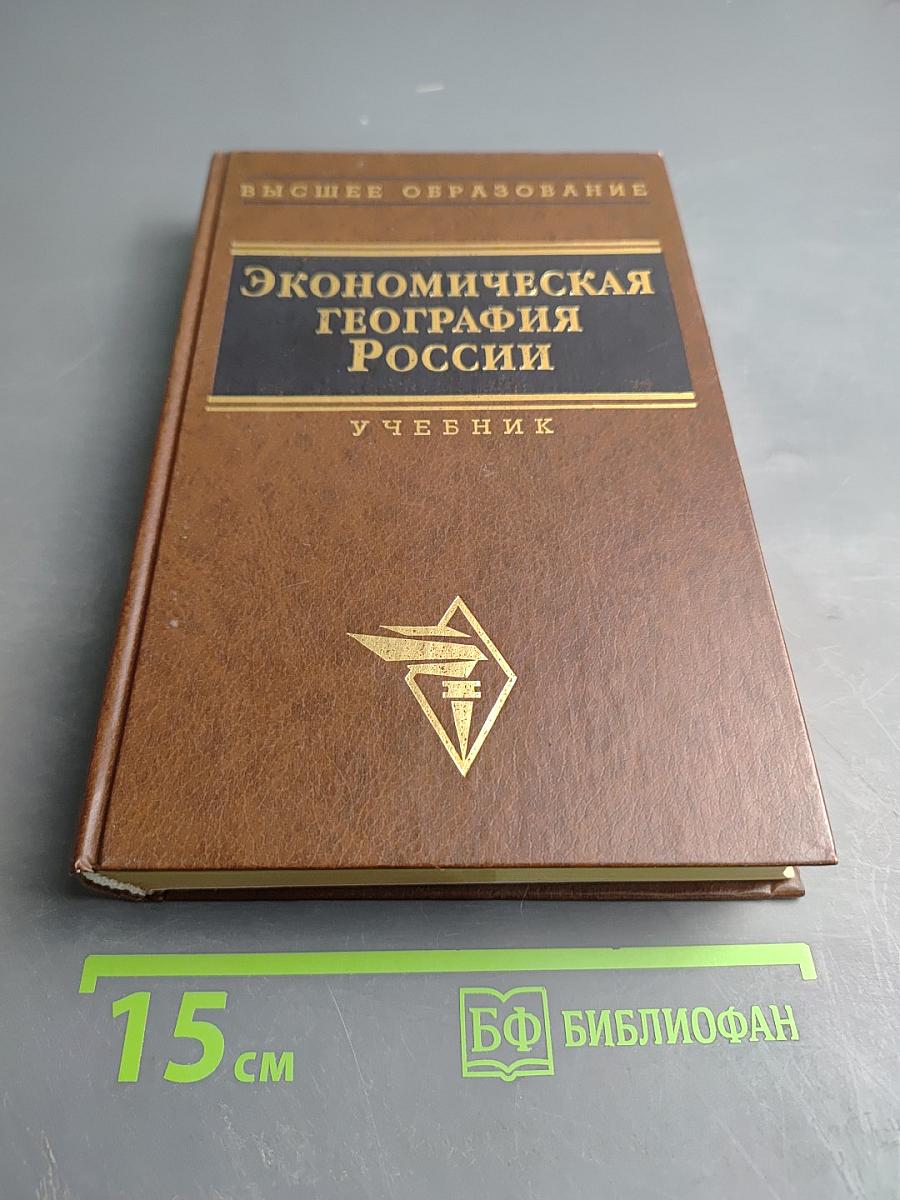 ВЫСШЕЕ ОБРАЗОВАНИЕ
ЭКОНОМИЧЕСКАЯ
ГЕОГРАФИЯ
РОССИИ
УЧЕБНИК
15 см
БФ БИБЛИОФАН